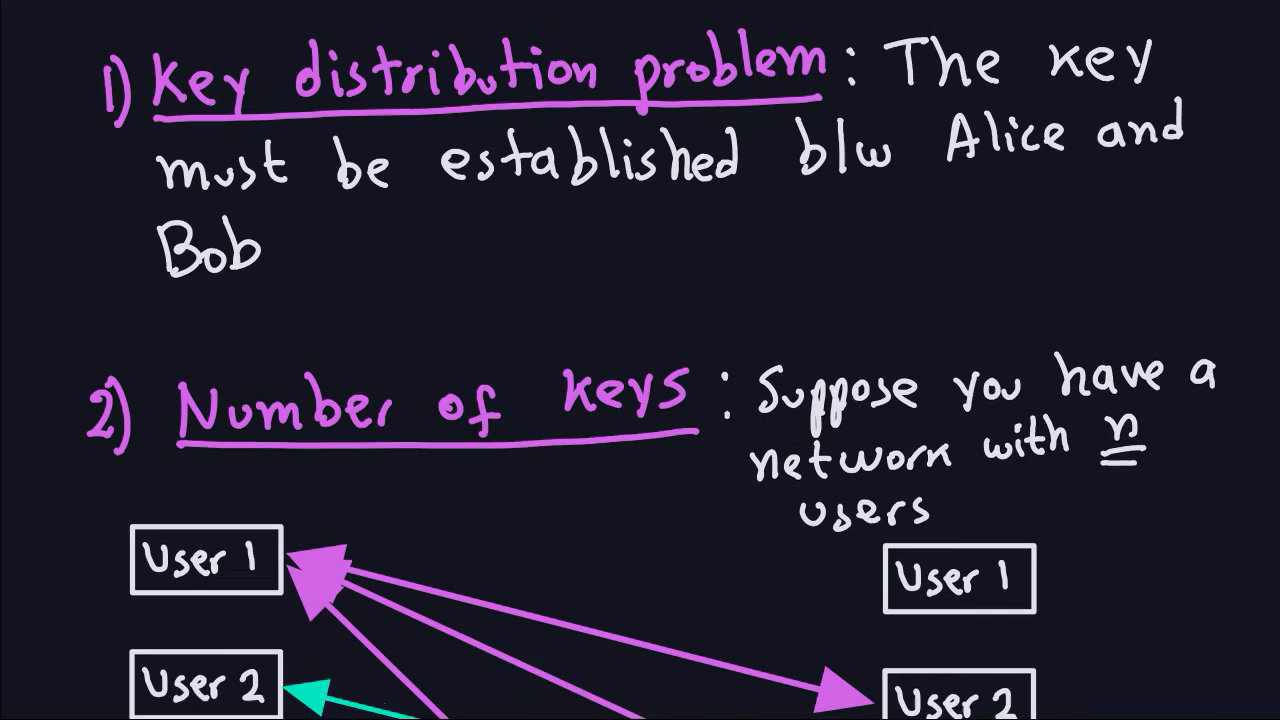 1) Key distribution problem : The key
must be established b/w Alice and
Bob
2) Number of keys : Suppose you have a
network with n
users
User 1
User 1
User 2
User 2